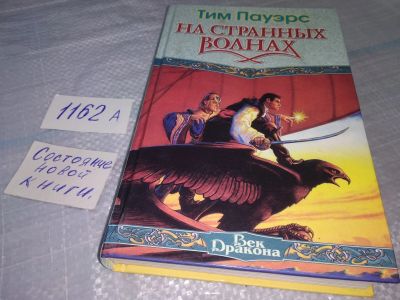 Тим Пауэрс
НА СТРАННЫХ
ВОЛНАХ
1162 А
Состояние
новой
книги.
Век
Дракона